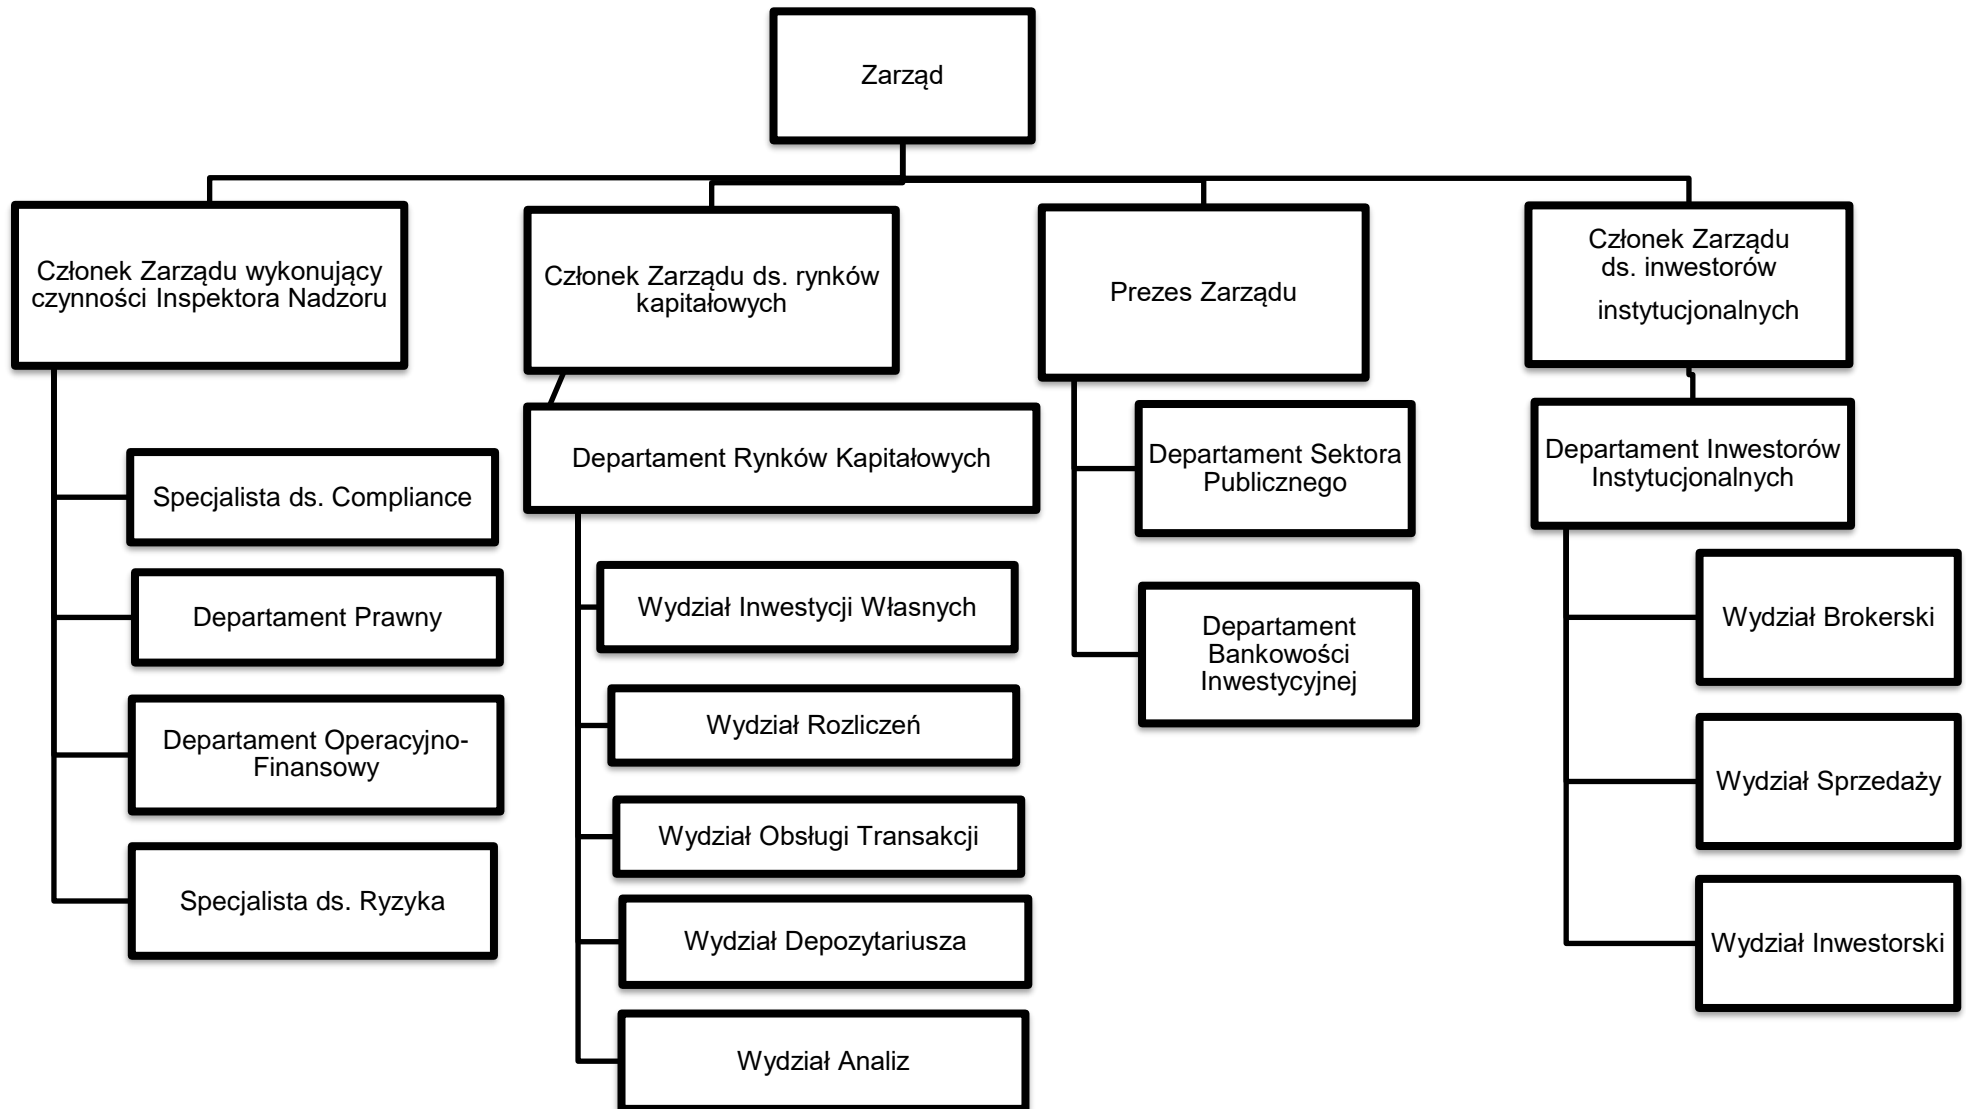 Zarząd
Członek Zarządu wykonujący
czynności Inspektora Nadzoru
Członek Zarządu ds. rynków
kapitałowych
Prezes Zarządu
Członek Zarządu
ds. inwestorów
instytucjonalnych
Specjalista ds. Compliance
Departament Prawny
Departament Operacyjno-
Finansowy
Specjalista ds. Ryzyka
Departament Rynków Kapitałowych
Wydział Inwestycji Własnych
Wydział Rozliczeń
Wydział Obsługi Transakcji
Wydział Depozytariusza
Wydział Analiz
Departament Sektora
Publicznego
Departament
Bankowości
Inwestycyjnej
Departament Inwestorów
Instytucjonalnych
Wydział Brokerski
Wydział Sprzedaży
Wydział Inwestorski